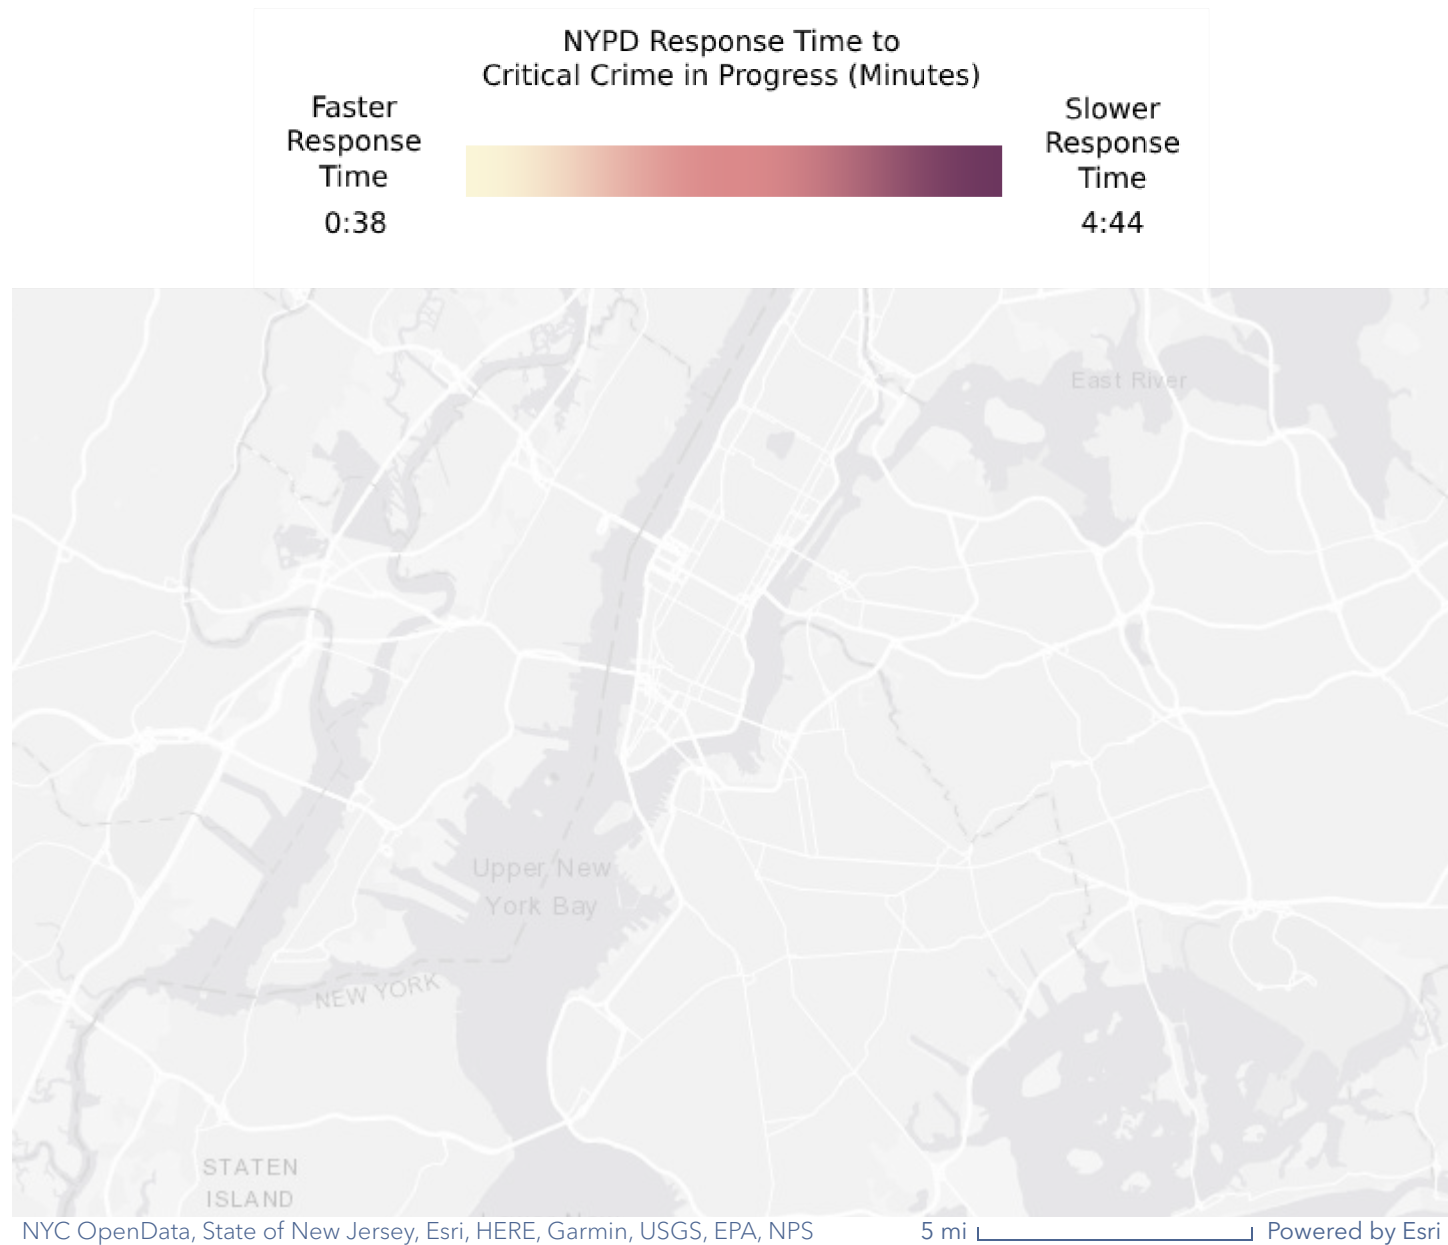 NYPD Response Time to
Critical Crime in Progress (Minutes)
Faster
Response
Time
0:38
Slower
Response
Time
4:44
East River
Upper New
York Bay
NEW YORK
STATEN
ISLAND
NYC OpenData, State of New Jersey, Esri, HERE, Garmin, USGS, EPA, NPS
5 mi
Powered by Esri